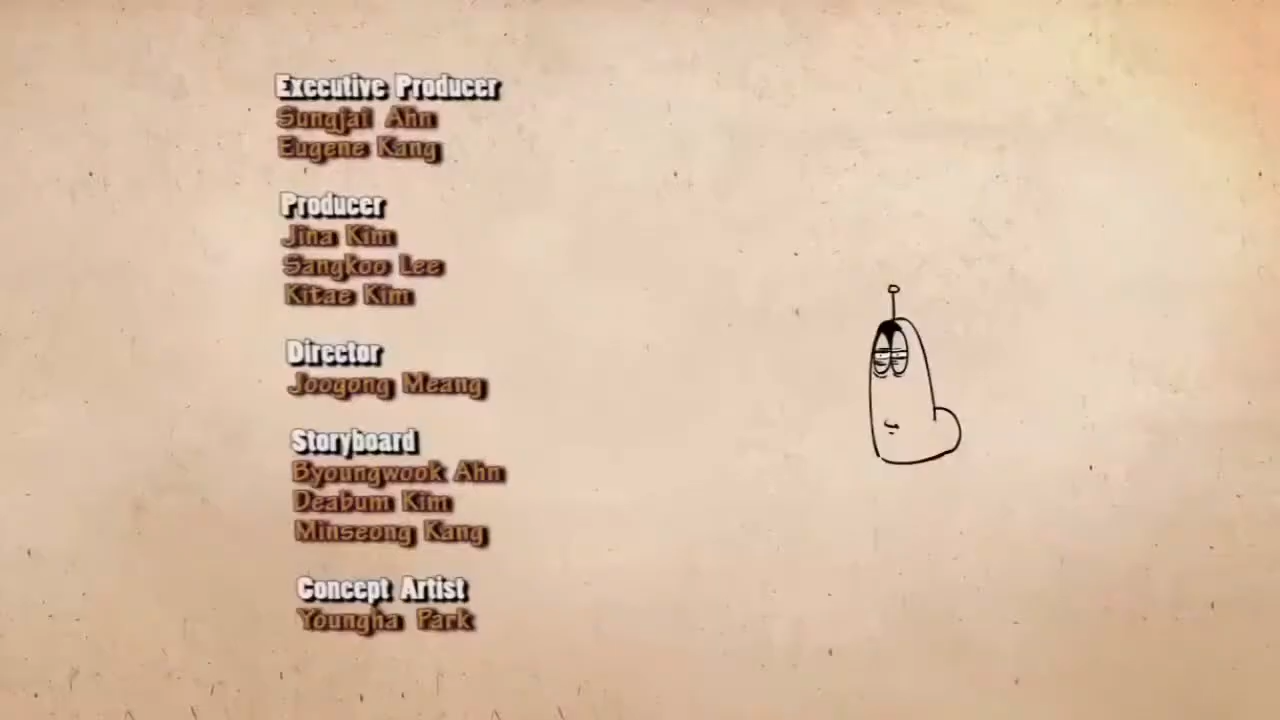 Executive Producer
Sungjai Ahn
Eugene Kang
Producer
Jina Kim
Sangkoo Lee
Kitae Kim
Director
Joogong Meang
Storyboard
Byoungwook Ahn
Deabum Kim
Minseong Kang
Concept Artist
Youngha Park